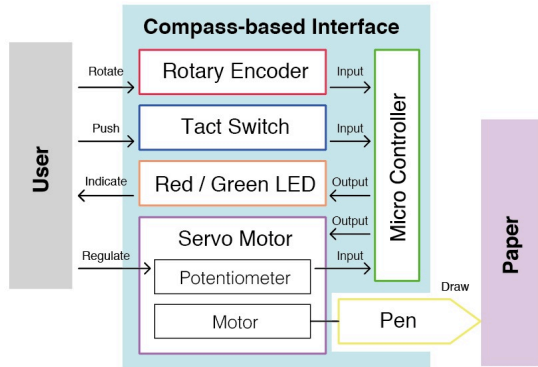 Compass-based Interface
User
Rotate
Rotary Encoder
Input
Push
Tact Switch
Input
Indicate
Red / Green LED
Output
Output
Servo Motor
Regulate
Potentiometer
Input
Motor
Micro Controller
Pen
Draw
Paper